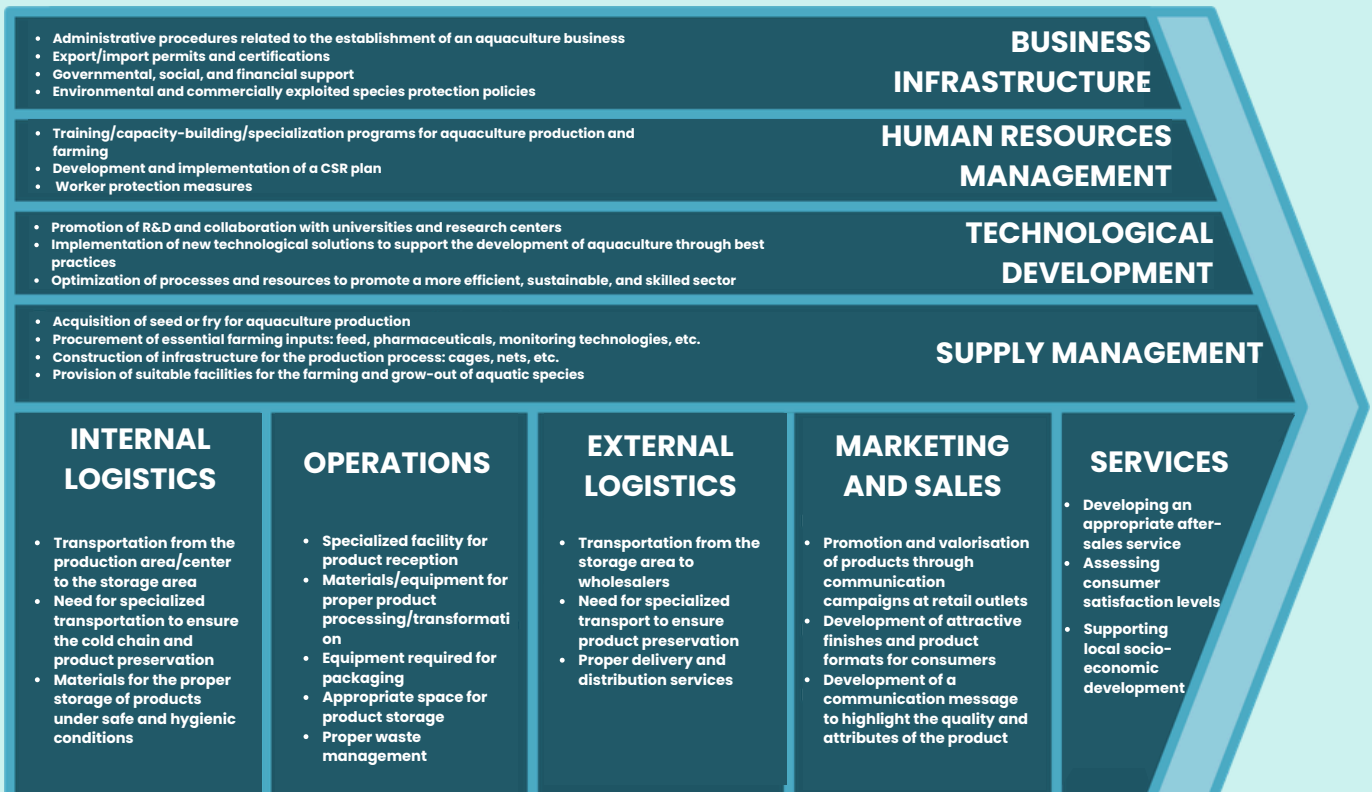 • Administrative procedures related to the establishment of an aquaculture business
• Export/import permits and certifications
• Governmental, social, and financial support
• Environmental and commercially exploited species protection policies
BUSINESS
INFRASTRUCTURE
• Training/capacity-building/specialization programs for aquaculture production and
farming
• Development and implementation of a CSR plan
• Worker protection measures
HUMAN RESOURCES
MANAGEMENT
• Promotion of R&D and collaboration with universities and research centers
• Implementation of new technological solutions to support the development of aquaculture through best
practices
• Optimization of processes and resources to promote a more efficient, sustainable, and skilled sector
TECHNOLOGICAL
DEVELOPMENT
• Acquisition of seed or fry for aquaculture production
• Procurement of essential farming inputs: feed, pharmaceuticals, monitoring technologies, etc.
• Construction of infrastructure for the production process: cages, nets, etc.
• Provision of suitable facilities for the farming and grow-out of aquatic species
SUPPLY MANAGEMENT
INTERNAL
LOGISTICS
• Transportation from the
production area/center
to the storage area
• Need for specialized
transportation to ensure
the cold chain and
product preservation
• Materials for the proper
storage of products
under safe and hygienic
conditions
OPERATIONS
• Specialized facility for
product reception
• Materials/equipment for
proper product
processing/transformati
on
• Equipment required for
packaging
• Appropriate space for
product storage
• Proper waste
management
EXTERNAL
LOGISTICS
• Transportation from the
storage area to
wholesalers
• Need for specialized
transport to ensure
product preservation
• Proper delivery and
distribution services
MARKETING
AND SALES
• Promotion and valorisation
of products through
communication
campaigns at retail outlets
• Development of attractive
finishes and product
formats for consumers
• Development of a
communication message
to highlight the quality and
attributes of the product
SERVICES
• Developing an
appropriate after-
sales service
• Assessing
consumer
satisfaction levels
• Supporting
local socio-
economic
development